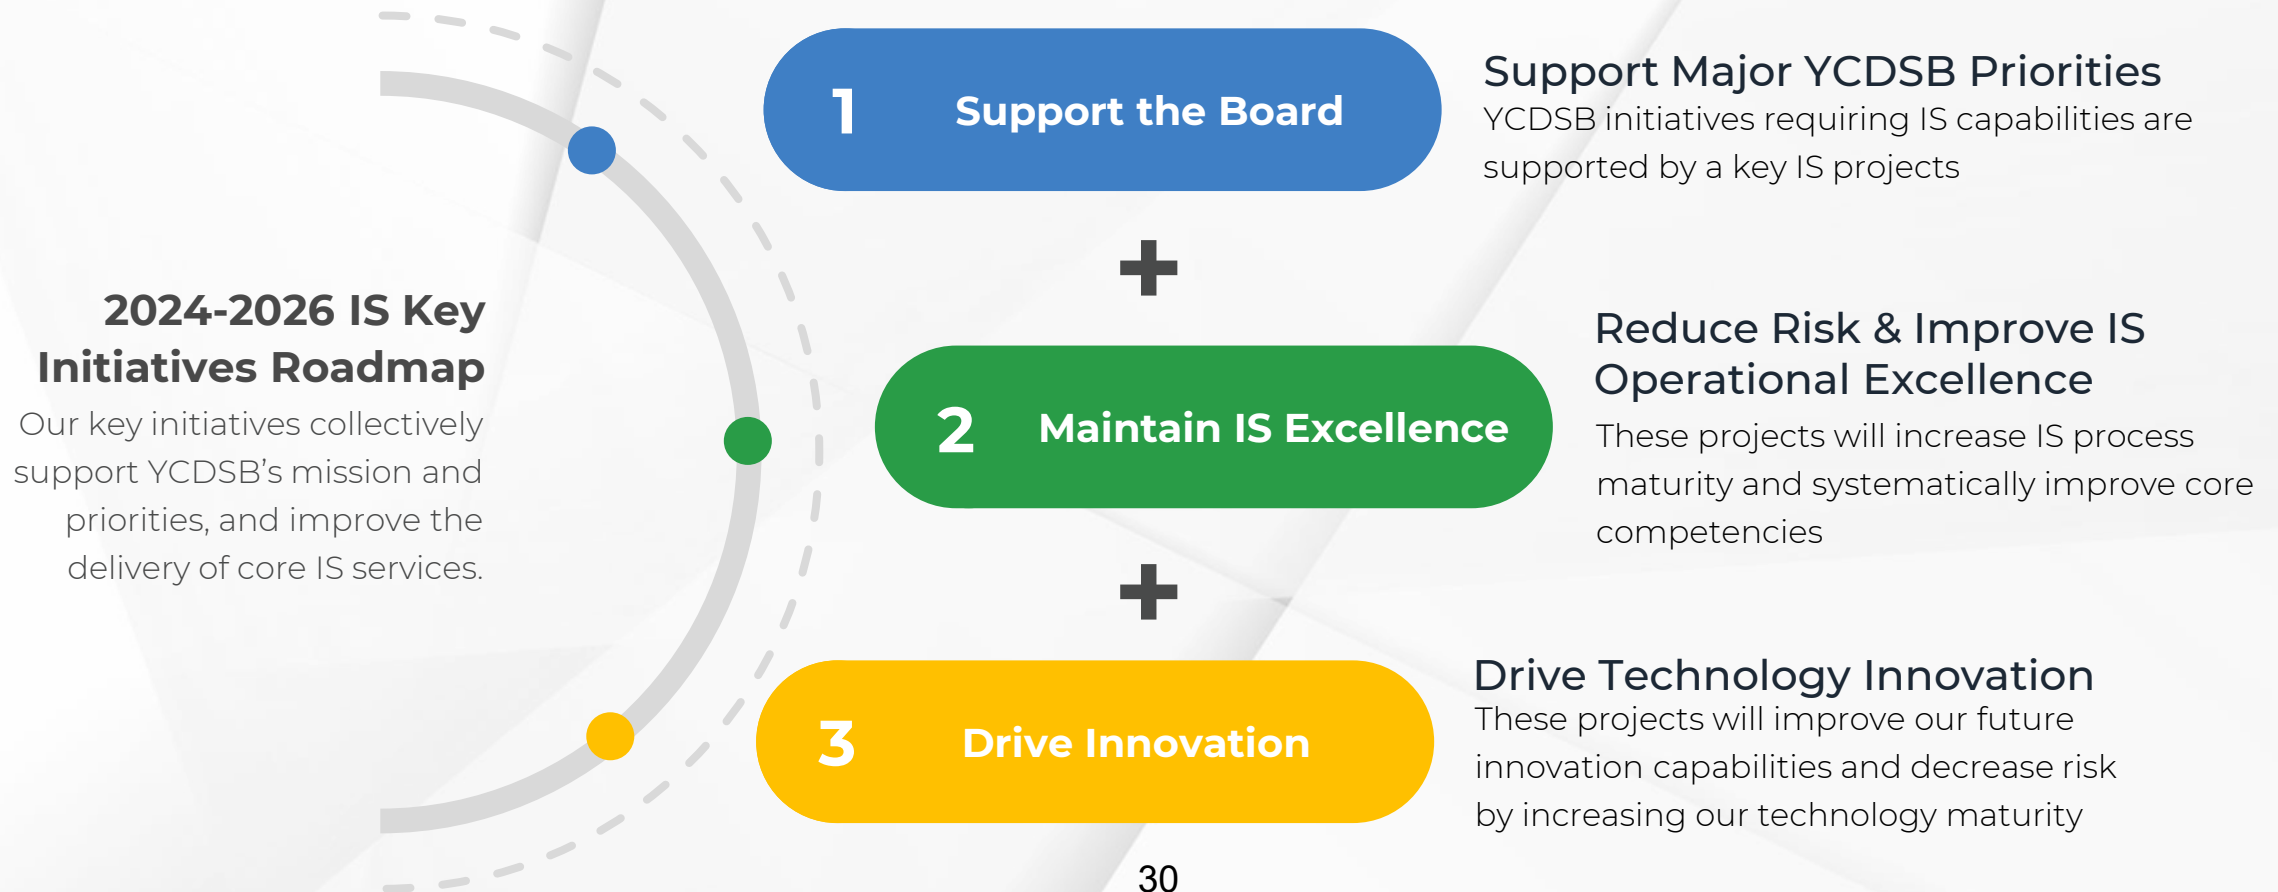 2024-2026 IS Key
Initiatives Roadmap
Our key initiatives collectively
support YCDSB’s mission and
priorities, and improve the
delivery of core IS services.
1 Support the Board
Support Major YCDSB Priorities
YCDSB initiatives requiring IS capabilities are
supported by a key IS projects
+
2 Maintain IS Excellence
Reduce Risk & Improve IS
Operational Excellence
These projects will increase IS process
maturity and systematically improve core
competencies
+
3 Drive Innovation
Drive Technology Innovation
These projects will improve our future
innovation capabilities and decrease risk
by increasing our technology maturity
30